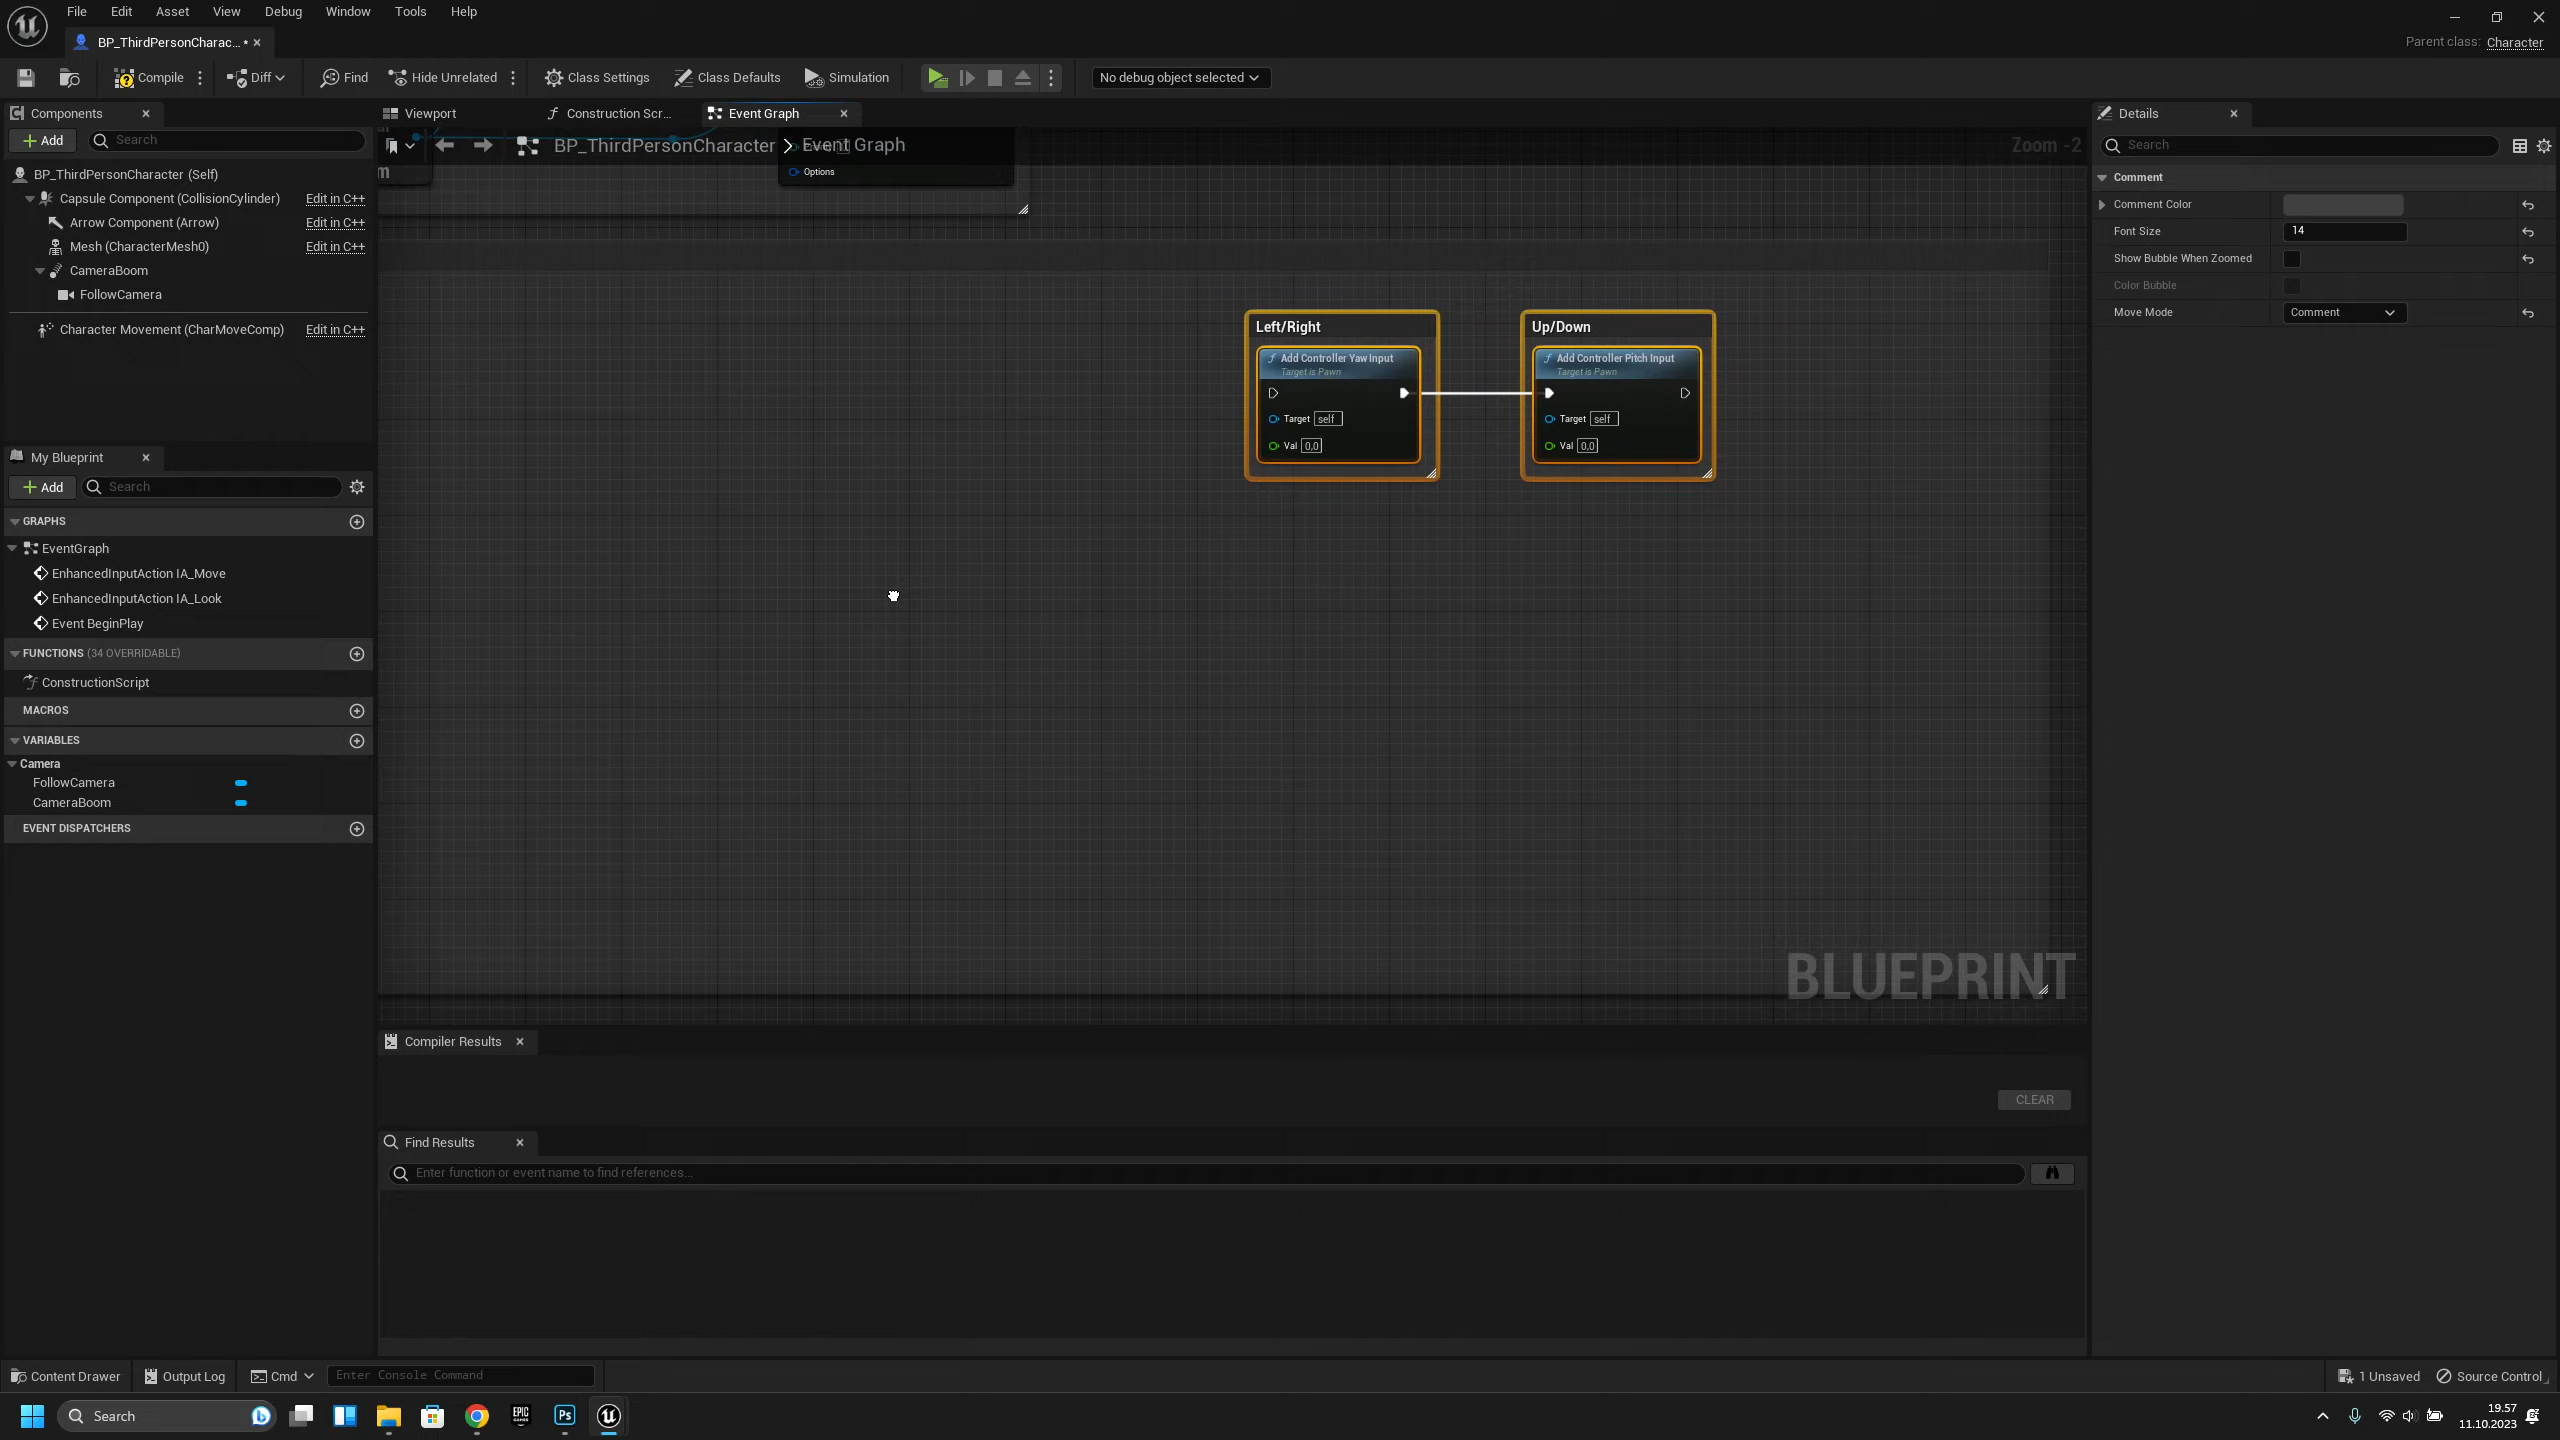 File Edit Asset View Debug Window Tools Help
BP_ThirdPersonCharac... *
Parent class: Character
Compile Diff Find Hide Unrelated Class Settings Class Defaults Simulation No debug object selected
Components
Add Search
BP_ThirdPersonCharacter (Self)
Capsule Component (CollisionCylinder) Edit in C++
Arrow Component (Arrow) Edit in C++
Mesh (CharacterMesh0) Edit in C++
CameraBoom
FollowCamera
Character Movement (CharMoveComp) Edit in C++
My Blueprint
Add Search
GRAPHS
EventGraph
EnhancedInputAction IA_Move
EnhancedInputAction IA_Look
Event BeginPlay
FUNCTIONS (34 OVERRIDABLE)
ConstructionScript
MACROS
VARIABLES
Camera
FollowCamera
CameraBoom
EVENT DISPATCHERS
Viewport Construction Scr... Event Graph
BP_ThirdPersonCharacter > Event Graph Zoom -2
m
Options
Left/Right
Add Controller Yaw Input
Target is Pawn
Target self
Val 0,0
Up/Down
Add Controller Pitch Input
Target is Pawn
Target self
Val 0,0
BLUEPRINT
Compiler Results
CLEAR
Find Results
Enter function or event name to find references...
Details
Search
Comment
Comment Color
Font Size 14
Show Bubble When Zoomed
Color Bubble
Move Mode Comment
Content Drawer Output Log Cmd Enter Console Command 1 Unsaved Source Control
Search
EPIC GAMES
Ps
19.57
11.10.2023